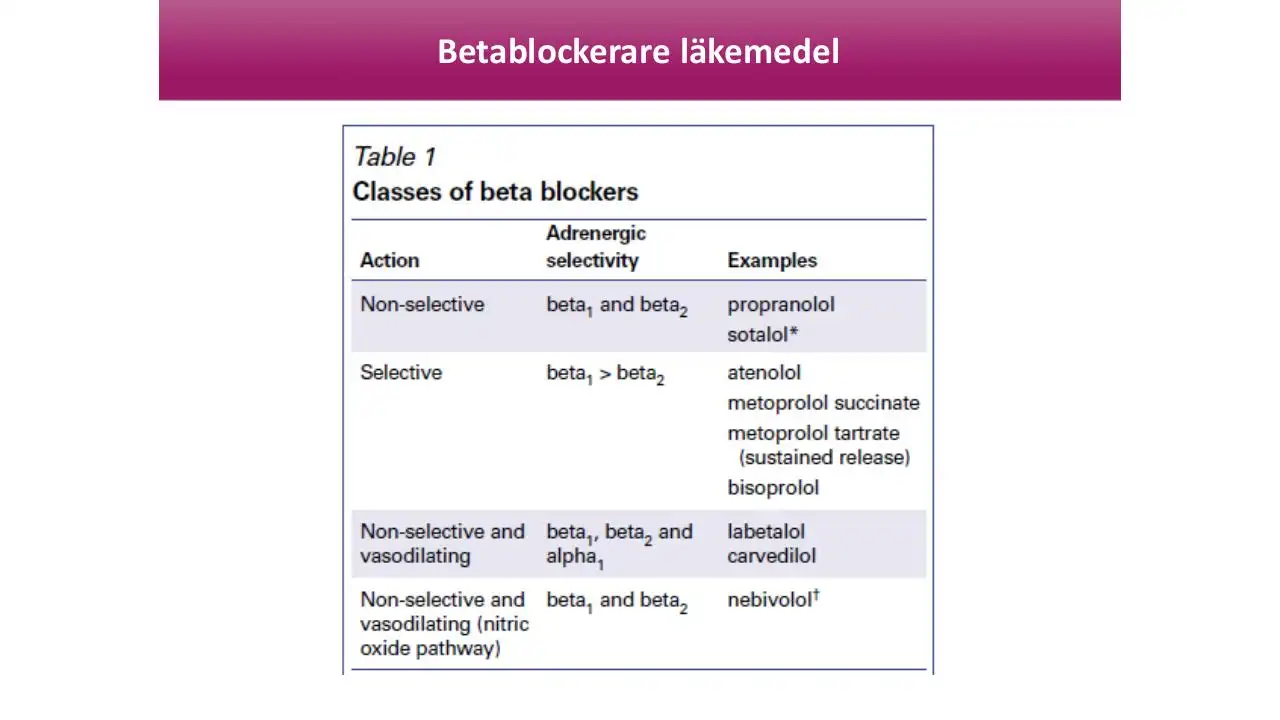 Betablockerare läkemedel
Table 1
Classes of beta blockers
Adrenergic
Action selectivity Examples
Non-selective beta1 and beta2 propranolol
sotalol*
Selective beta1 > beta2 atenolol
metoprolol succinate
metoprolol tartrate
(sustained release)
bisoprolol
Non-selective and beta1, beta2 and labetalol
vasodilating alpha1 carvedilol
Non-selective and beta1 and beta2 nebivolol†
vasodilating (nitric
oxide pathway)